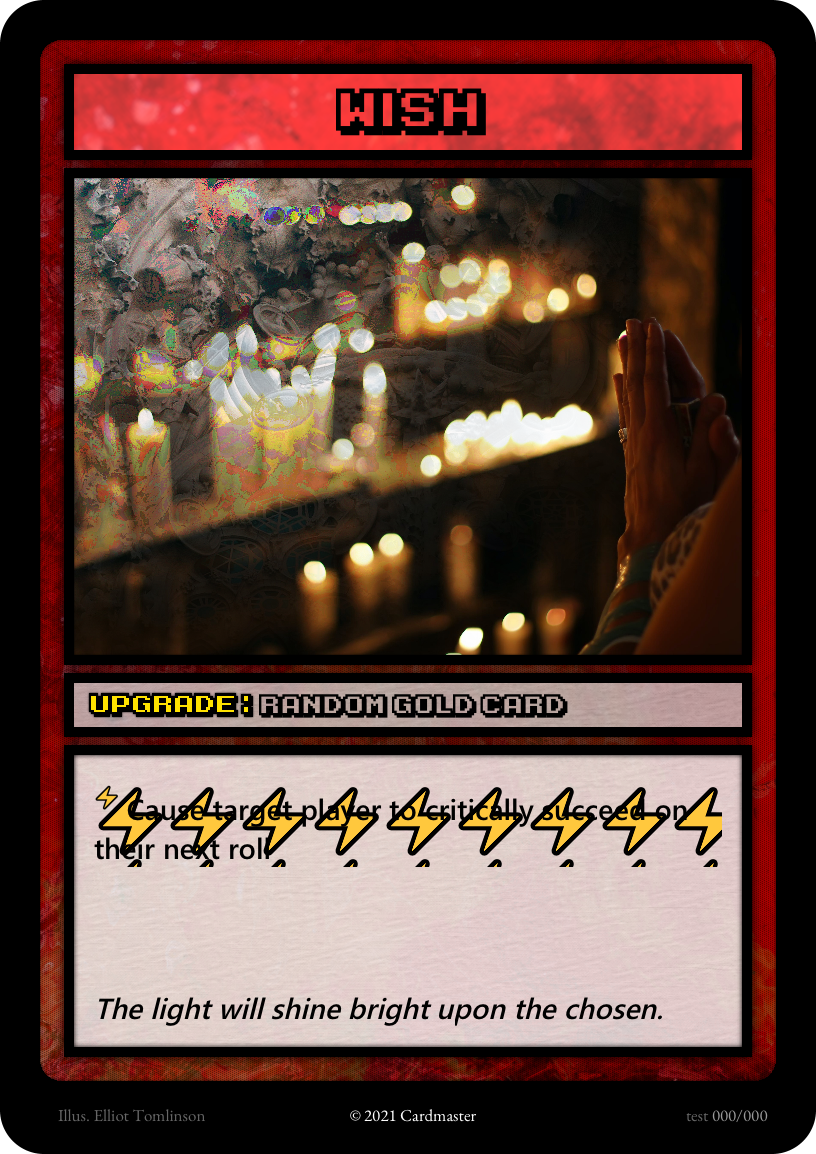 WISH
UPGRADE: RANDOM GOLD CARD
Cause target player to critically succeed on
their next roll
The light will shine bright upon the chosen.
Illus. Elliot Tomlinson
© 2021 Cardmaster
test 000/000